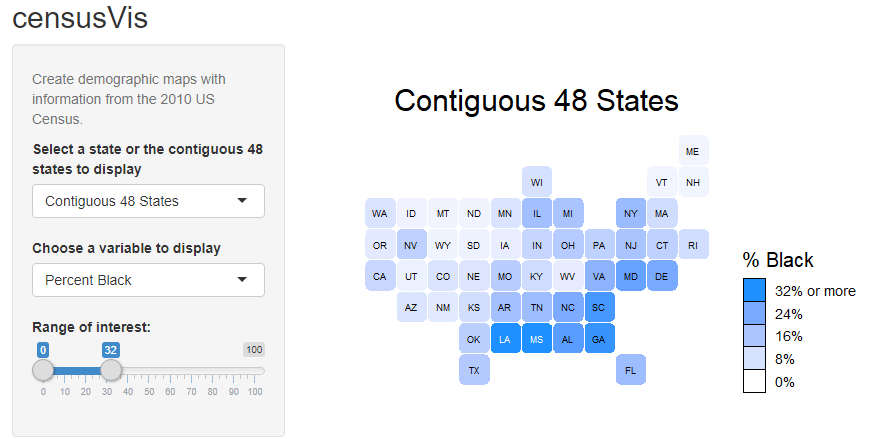 censusVis
Create demographic maps with
information from the 2010 US
Census.
Select a state or the contiguous 48
states to display
Contiguous 48 States
Choose a variable to display
Percent Black
Range of interest:
0 32 100
0 10 20 30 40 50 60 70 80 90 100
Contiguous 48 States
ME
WI VT NH
WA ID MT ND MN IL MI NY MA
OR NV WY SD IA IN OH PA NJ CT RI
CA UT CO NE MO KY WV VA MD DE
AZ NM KS AR TN NC SC
OK LA MS AL GA
TX FL
% Black
32% or more
24%
16%
8%
0%